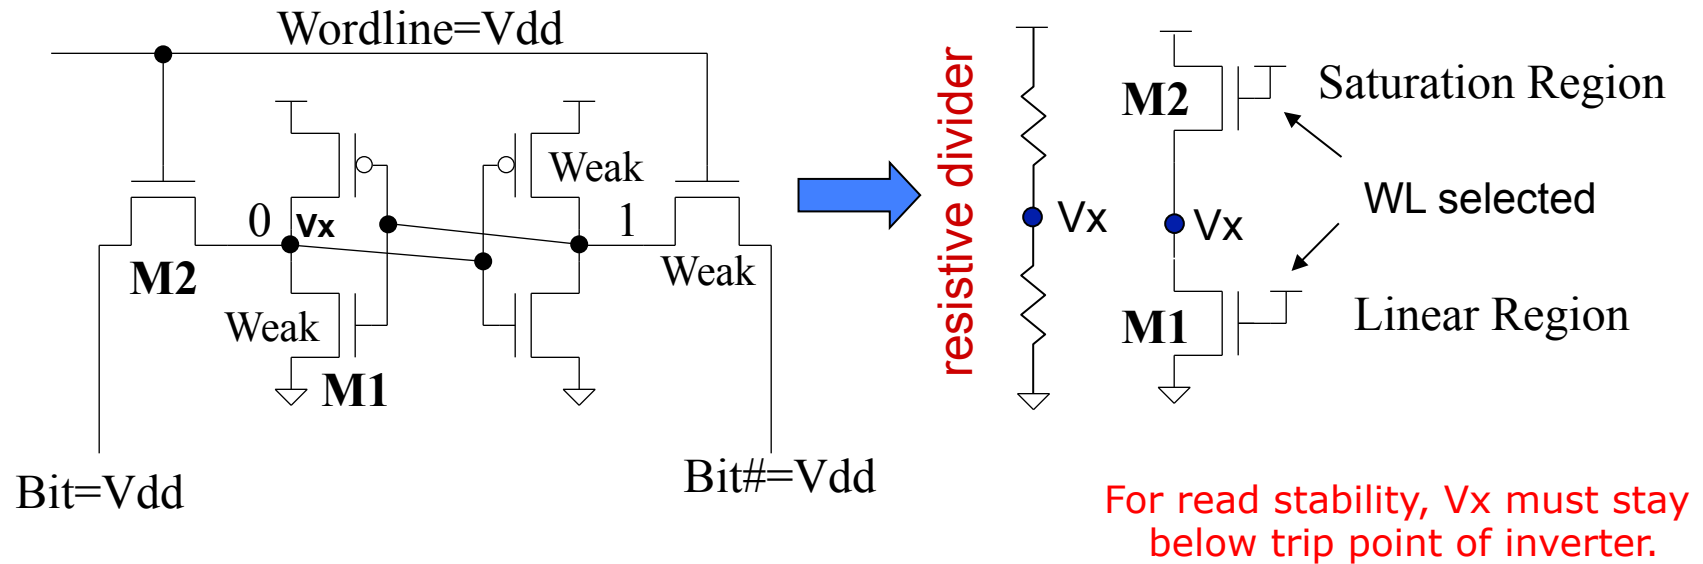 Wordline=Vdd
Weak
0
Vx
1
M2
Weak
Weak
M1
Bit=Vdd
Bit#=Vdd
resistive divider
Vx
M2
Saturation Region
Vx
WL selected
M1
Linear Region
For read stability, Vx must stay
below trip point of inverter.